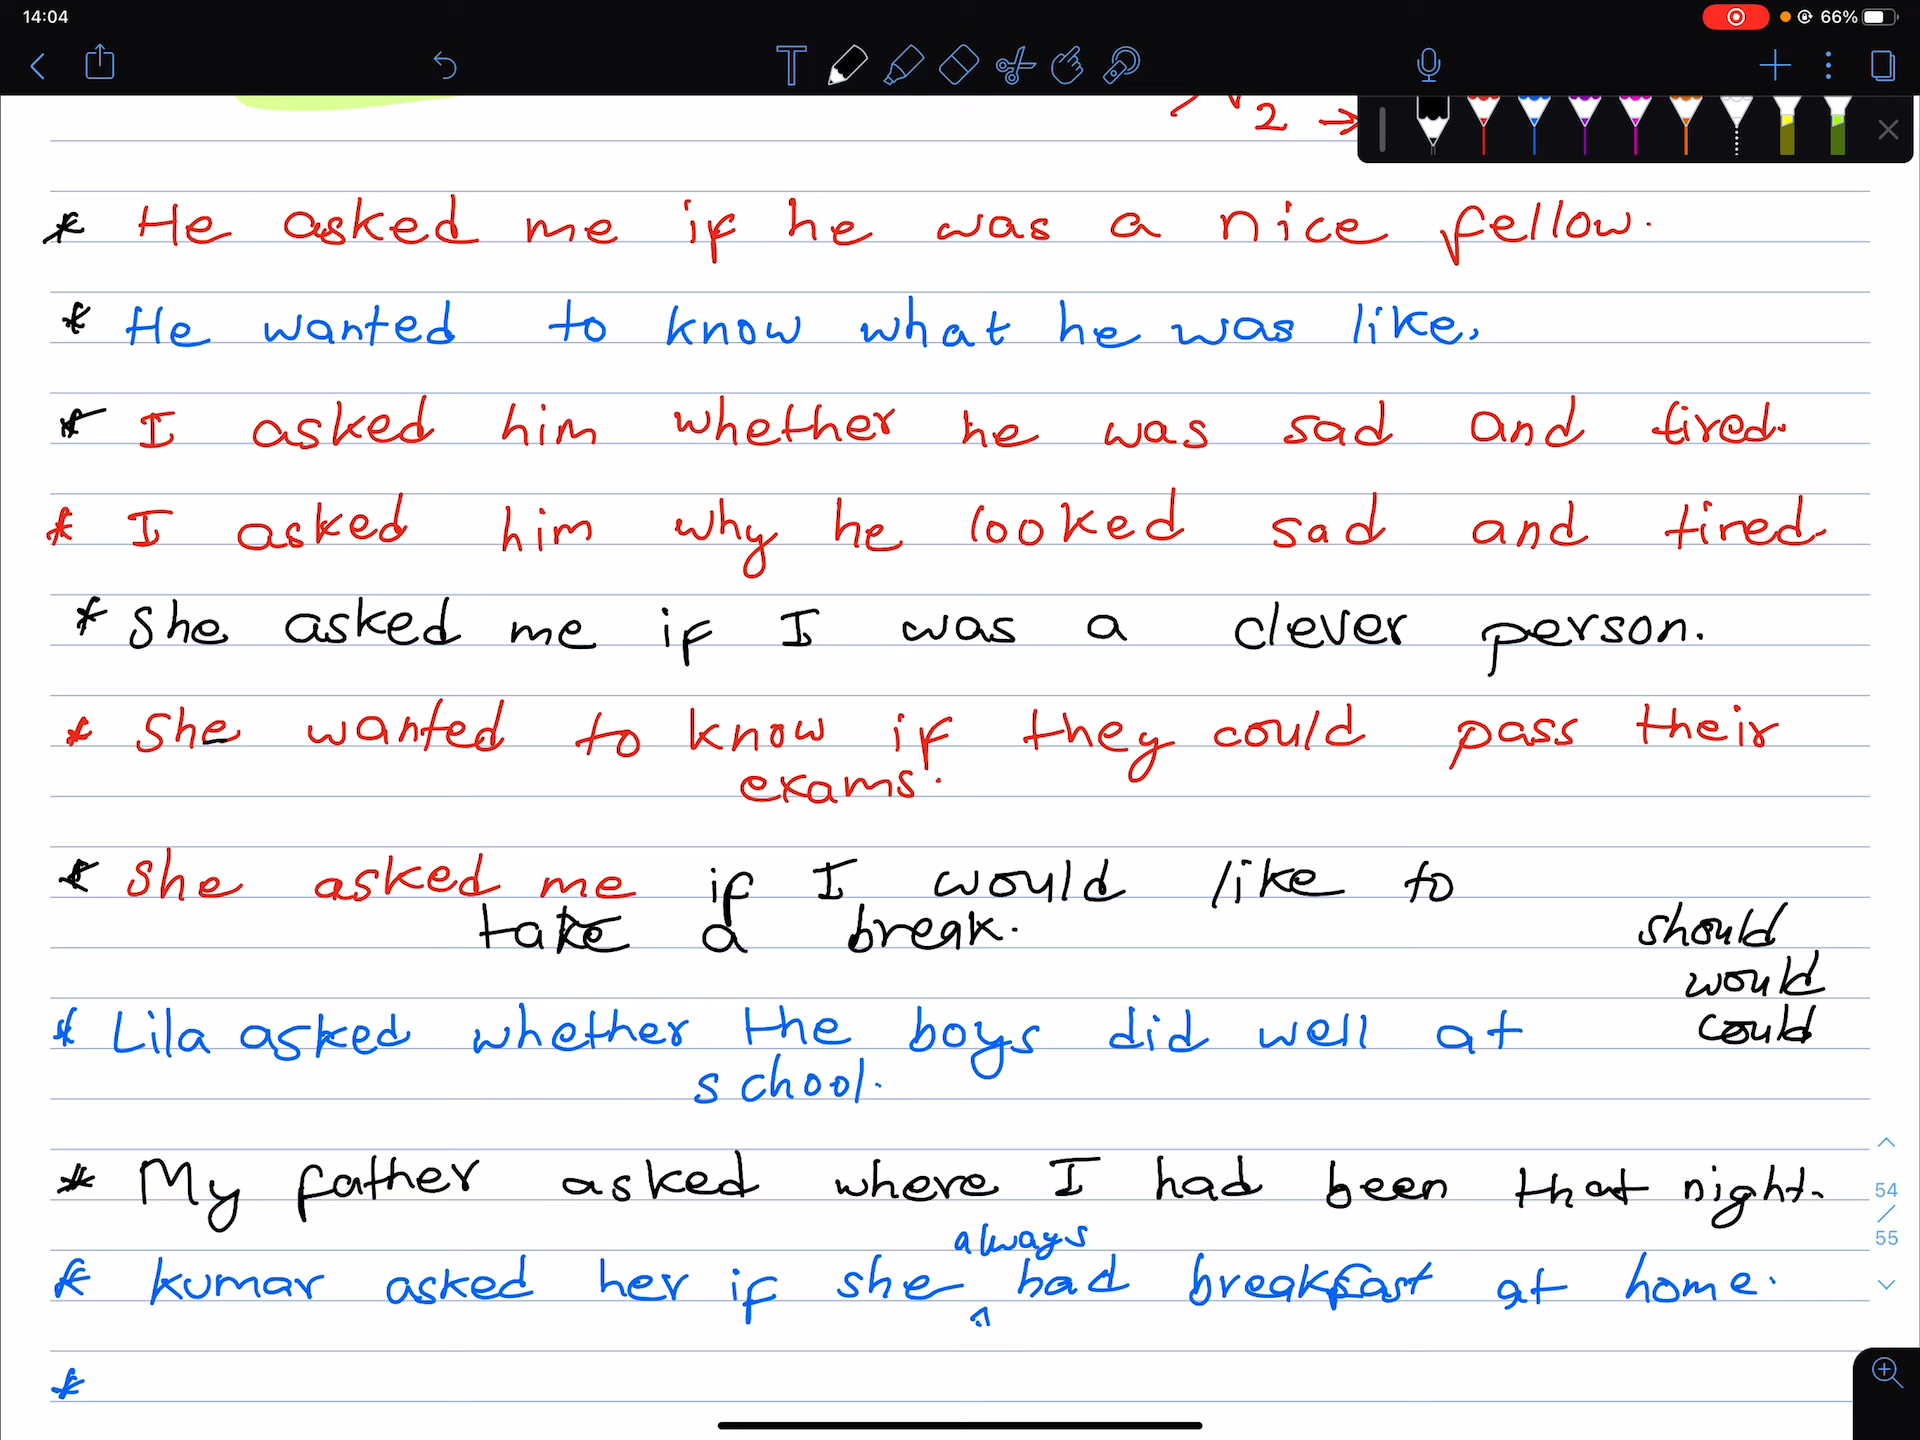 14:04
66%
2 →
* He asked me if he was a nice fellow.
* He wanted to know what he was like.
* I asked him whether he was sad and tired.
* I asked him why he looked sad and tired.
* She asked me if I was a clever person.
* She wanted to know if they could pass their
exams.
* She asked me if I would like to
take a break.
should
would
could
* Lila asked whether the boys did well at
school.
* My father asked where I had been that night.
always
* kumar asked her if she ^ had breakfast at home.
*
54
/
55